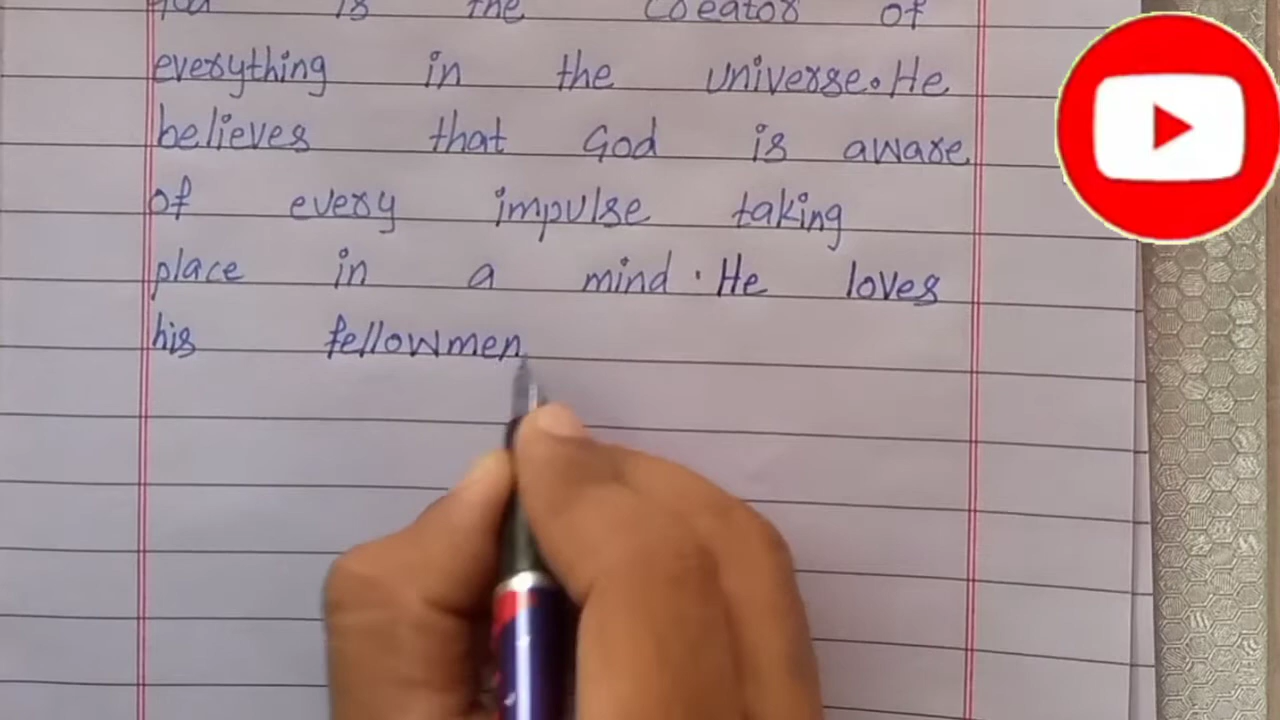 God is the Creator of
everything in the universe. He
believes that God is aware
of every impulse taking
place in a mind. He loves
his fellowmen